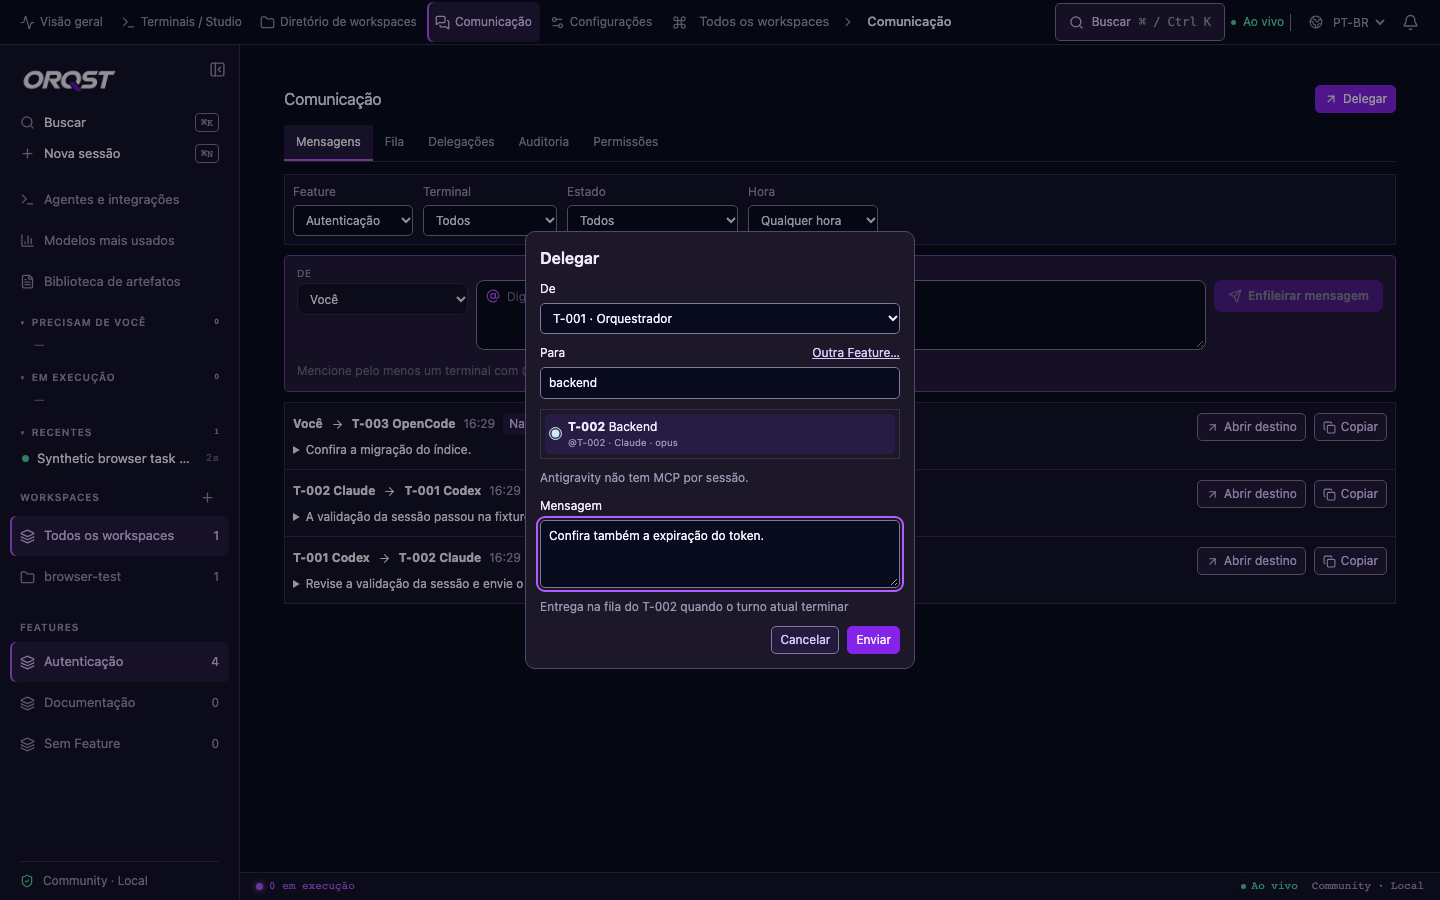 Visão geral
Terminais / Studio
Diretório de workspaces
Comunicação
Configurações
Todos os workspaces
Comunicação
Buscar ⌘ / Ctrl K
Ao vivo
PT-BR
ORQST
Buscar ⌘K
Nova sessão ⌘N
Agentes e integrações
Modelos mais usados
Biblioteca de artefatos
PRECISAM DE VOCÊ 0
—
EM EXECUÇÃO 0
—
RECENTES 1
Synthetic browser task ... 2s
WORKSPACES +
Todos os workspaces 1
browser-test 1
FEATURES
Autenticação 4
Documentação 0
Sem Feature 0
Community · Local
Comunicação
Delegar
Mensagens
Fila
Delegações
Auditoria
Permissões
Feature
Terminal
Estado
Hora
Autenticação
Todos
Todos
Qualquer hora
DE
Você
@ Dig
Enfileirar mensagem
Mencione pelo menos um terminal com
Você → T-003 OpenCode 16:29 Na
Confira a migração do índice.
Abrir destino
Copiar
T-002 Claude → T-001 Codex 16:29
A validação da sessão passou na fixtur
Abrir destino
Copiar
T-001 Codex → T-002 Claude 16:29
Revise a validação da sessão e envie o
Abrir destino
Copiar
Delegar
De
T-001 · Orquestrador
Para
Outra Feature...
backend
T-002 Backend
@T-002 · Claude · opus
Antigravity não tem MCP por sessão.
Mensagem
Confira também a expiração do token.
Entrega na fila do T-002 quando o turno atual terminar
Cancelar
Enviar
0 em execução
Ao vivo
Community · Local